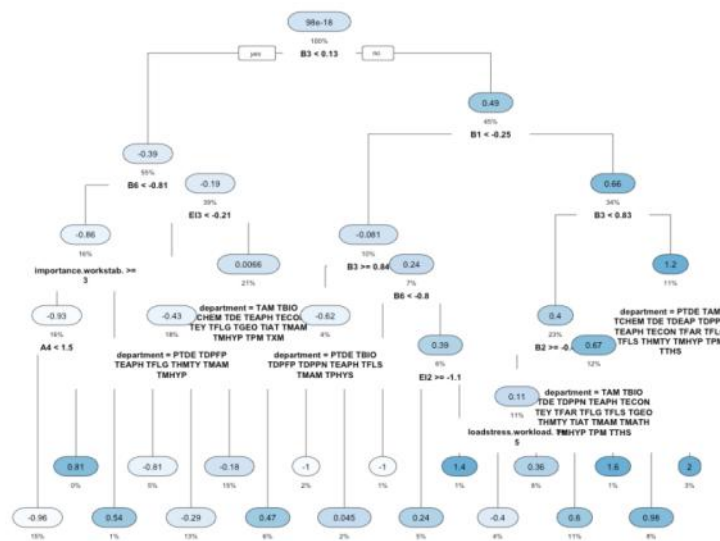 98e-18
100%
yes B3 < 0.13 no
0.49
45%
B1 < -0.25
-0.39
55%
B6 < -0.81
-0.19
39%
EI3 < -0.21
0.66
34%
B3 < 0.83
-0.86
16%
importance.workstab. >=
3
0.0066
21%
department = TAM TBIO
TCHEM TDE TEAPH TECON
TEY TFLG TGEO TIAT TMAM
TMHYP TPM TXM
-0.081
10%
B3 >= 0.84
0.24
7%
B6 < -0.8
1.2
11%
department = PTDE TAM
TCHEM TDE TDEAP TDPP
TEAPH TECON TFAR TFL
TFLS THMTY TMHYP TPM
TTHS
-0.93
16%
A4 < 1.5
-0.43
18%
department = PTDE TDPFP
TEAPH TFLG THMTY TMAM
TMHYP
-0.62
4%
department = PTDE TBIO
TDPFP TDPPN TEAPH TFLS
TMAM TPHYS
0.4
23%
B2 >= -0.
0.67
12%
department = TAM TBIO
TDE TDPPN TEAPH TECON
TEY TFAR TFLG TFLS TGEO
THMTY TIAT TMAM TMATH
TMHYP TPM TTHS
0.39
6%
EI2 >= -1.1
0.11
11%
loadstress.workload.
5
0.81
0%
-0.81
0%
-0.18
15%
-1
2%
-1
1%
1.4
1%
0.36
8%
1.6
1%
2
3%
-0.96
15%
0.54
1%
-0.29
13%
0.47
6%
0.045
2%
0.24
5%
-0.4
4%
0.6
11%
0.98
8%